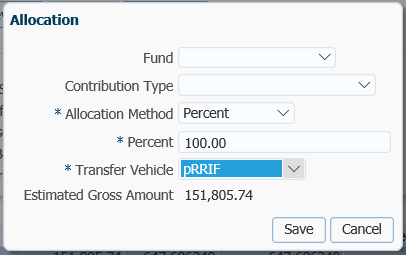 Allocation
Fund
Contribution Type
* Allocation Method Percent
* Percent 100.00
* Transfer Vehicle pRRIF
Estimated Gross Amount 151,805.74
Save Cancel